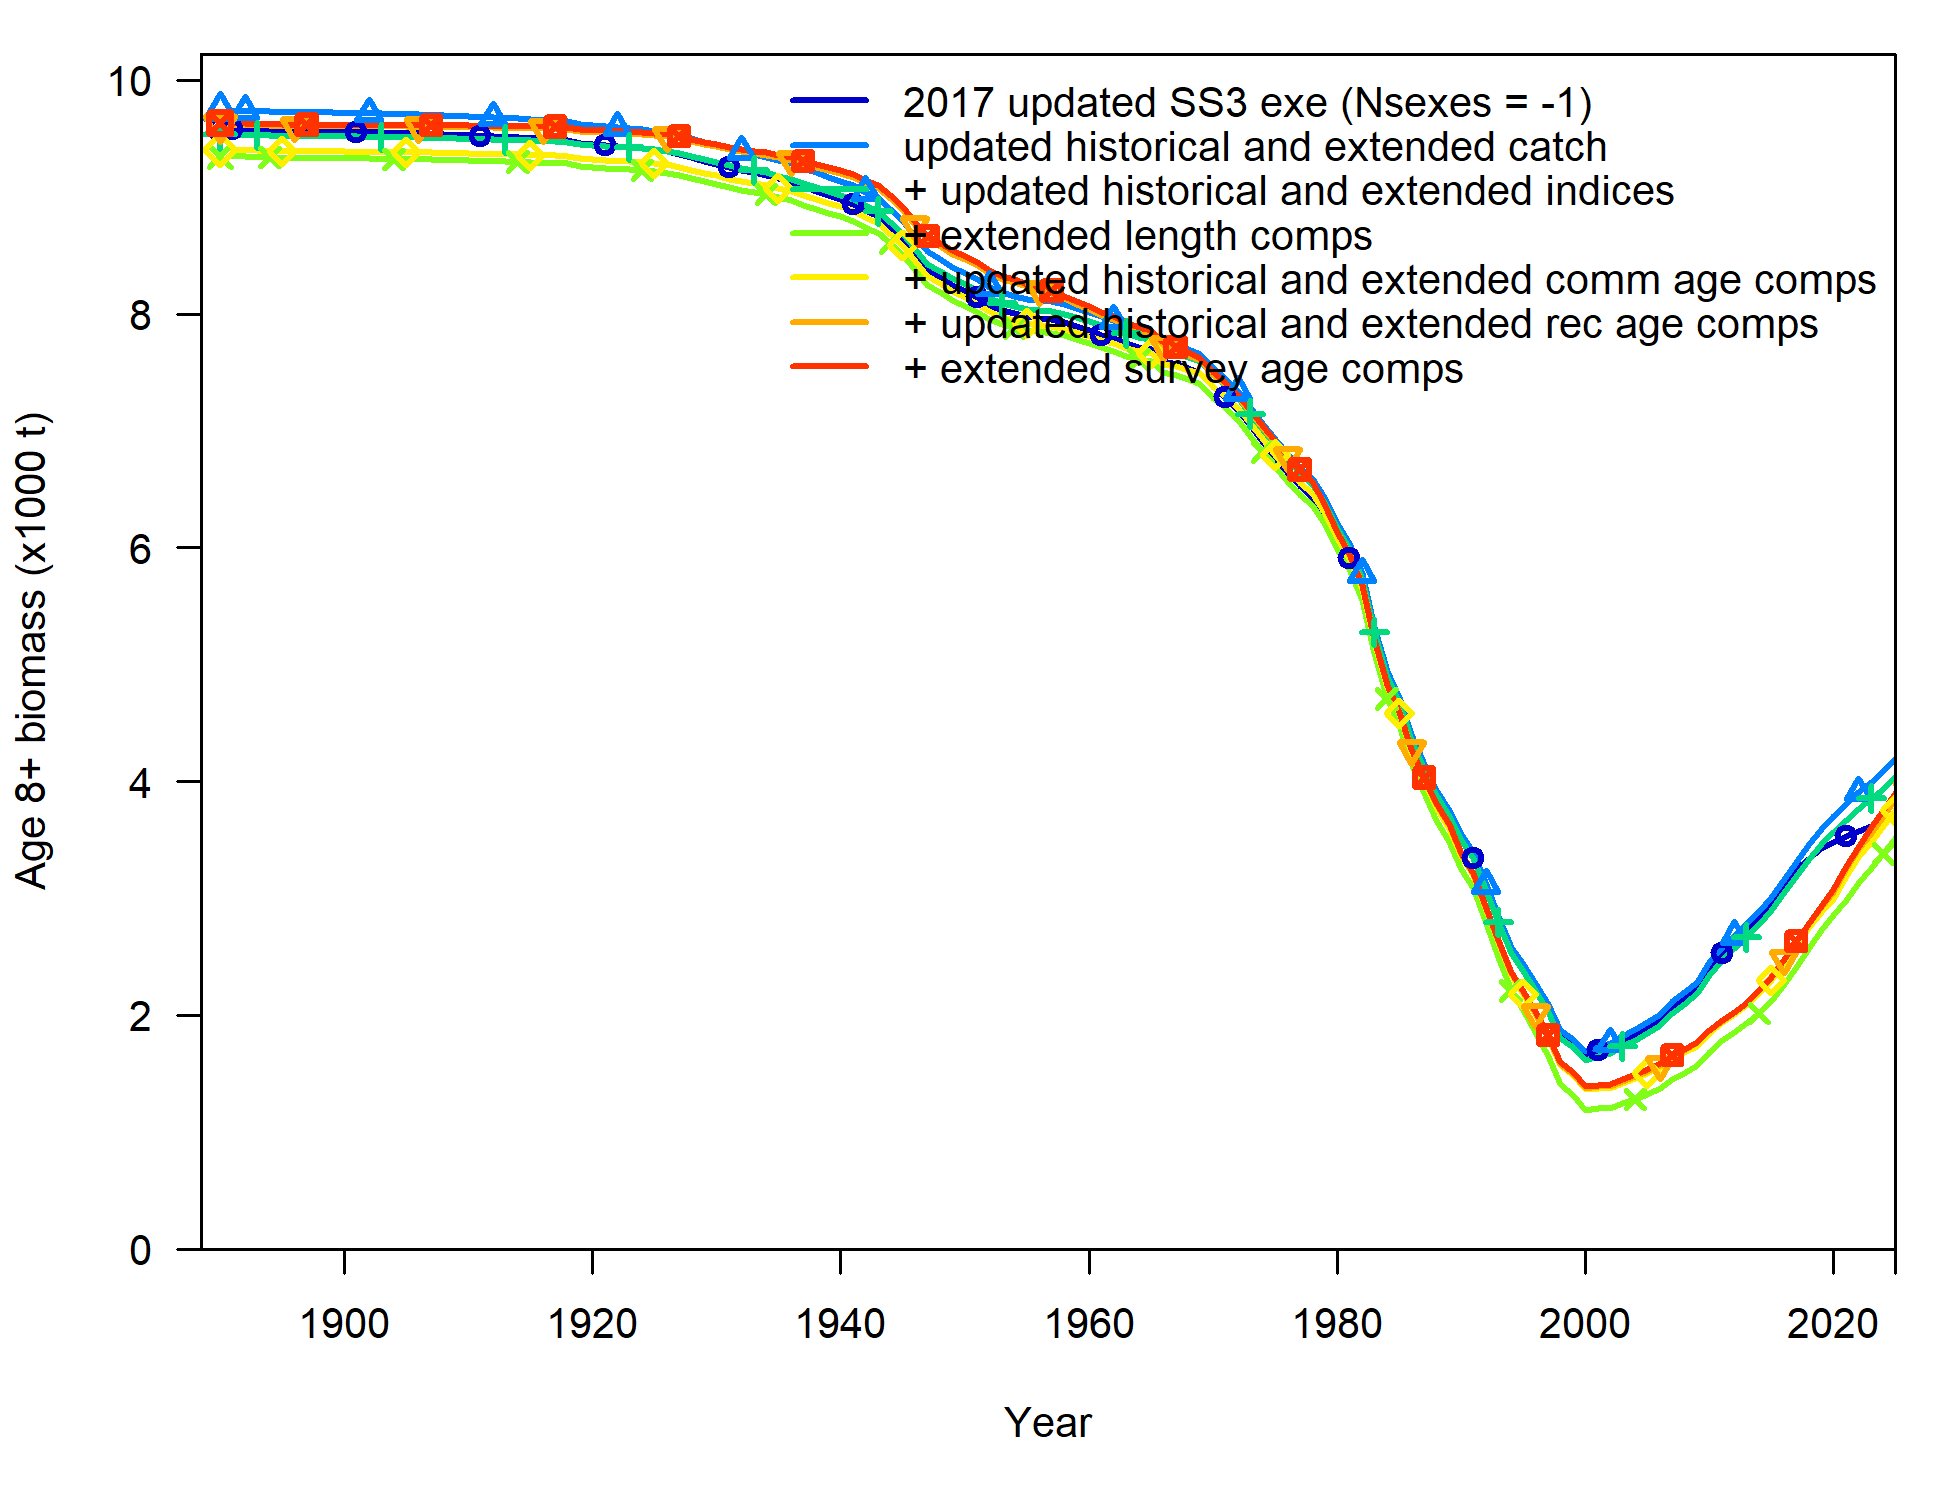 10
8
6
4
2
0
Age 8+ biomass (x1000 t)
2017 updated SS3 exe (Nsexes = -1)
updated historical and extended catch
+ updated historical and extended indices
+ extended length comps
+ updated historical and extended comm age comps
+ updated historical and extended rec age comps
+ extended survey age comps
1900 1920 1940 1960 1980 2000 2020
Year